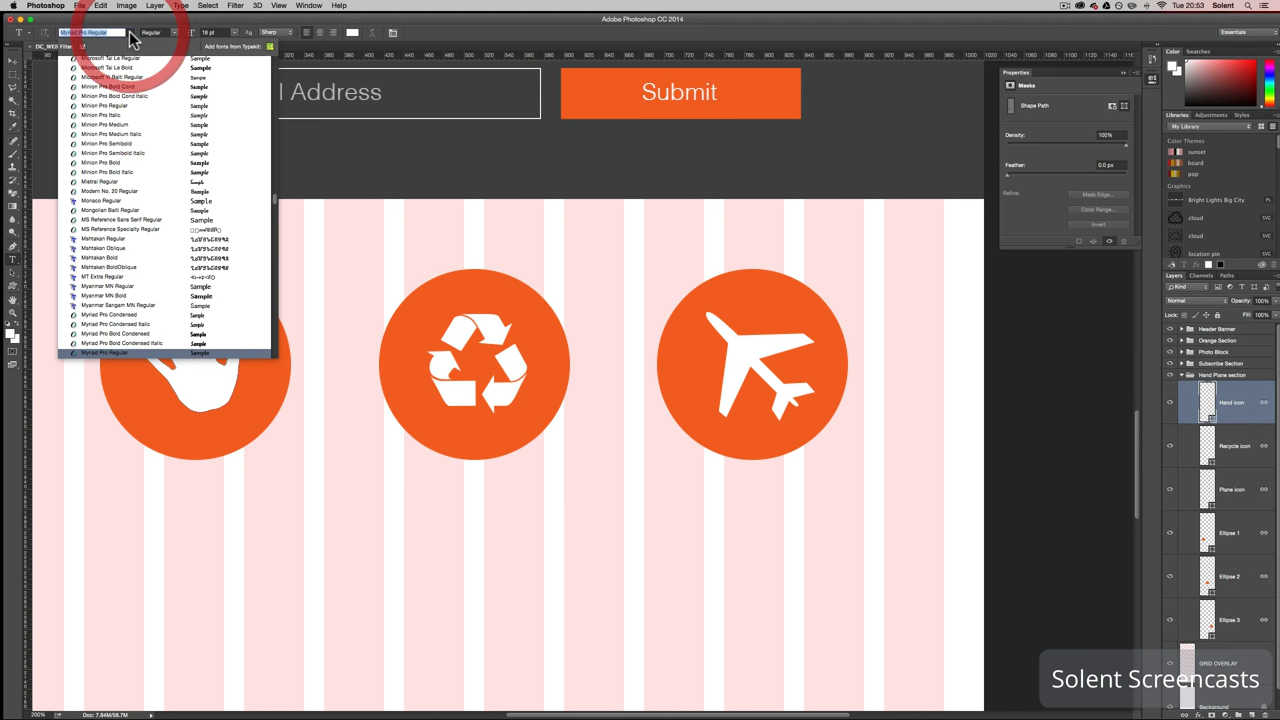 Photoshop File Edit Image Layer Type Select Filter 3D View Window Help
Tue 20:53
Adobe Photoshop CC 2014
Myriad Pro Regular Regular 18 pt Sharp Essentials
DC_WEB Filter: Add fonts from Typekit:
Microsoft Tai Le Regular Sample
Microsoft Tai Le Bold Sample
Microsoft Yi Baiti Regular Sample
Minion Pro Bold Cond Sample
Minion Pro Bold Cond Italic Sample
Minion Pro Regular Sample
Minion Pro Italic Sample
Minion Pro Medium Sample
Minion Pro Medium Italic Sample
Minion Pro Semibold Sample
Minion Pro Semibold Italic Sample
Minion Pro Bold Sample
Minion Pro Bold Italic Sample
Mistral Regular Sample
Modern No. 20 Regular Sample
Monaco Regular Sample
Mongolian Baiti Regular Sample
MS Reference Sans Serif Regular Sample
MS Reference Specialty Regular
Mshtakan Regular
Mshtakan Oblique
Mshtakan Bold
Mshtakan BoldOblique
MT Extra Regular
Myanmar MN Regular Sample
Myanmar MN Bold Sample
Myanmar Sangam MN Regular Sample
Myriad Pro Condensed Sample
Myriad Pro Condensed Italic Sample
Myriad Pro Bold Condensed Sample
Myriad Pro Bold Condensed Italic Sample
Myriad Pro Regular Sample
l Address
Submit
Properties
Masks
Shape Path
Density: 100%
Feather: 0.0 px
Refine: Mask Edge...
Color Range...
Invert
Color Swatches
Libraries Adjustments Styles
My Library
Color Themes
sunset
board
pop
Graphics
Bright Lights Big City Ps
cloud SVC
cloud SVC
location pin SVC
Layers Channels Paths
Kind
Normal Opacity: 100%
Lock: Fill: 100%
Header Banner
Orange Section
Photo Block
Subscribe Section
Hand Plane section
Hand icon
Recycle icon
Plane icon
Ellipse 1
Ellipse 2
Ellipse 3
GRID OVERLAY
Background
Solent Screencasts
200% Doc: 7.94M/58.7M